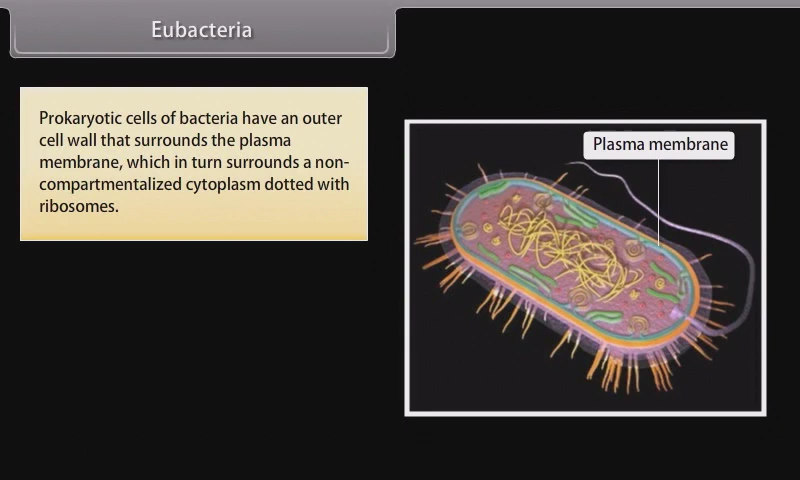 Eubacteria
Prokaryotic cells of bacteria have an outer
cell wall that surrounds the plasma
membrane, which in turn surrounds a non-
compartmentalized cytoplasm dotted with
ribosomes.
Plasma membrane